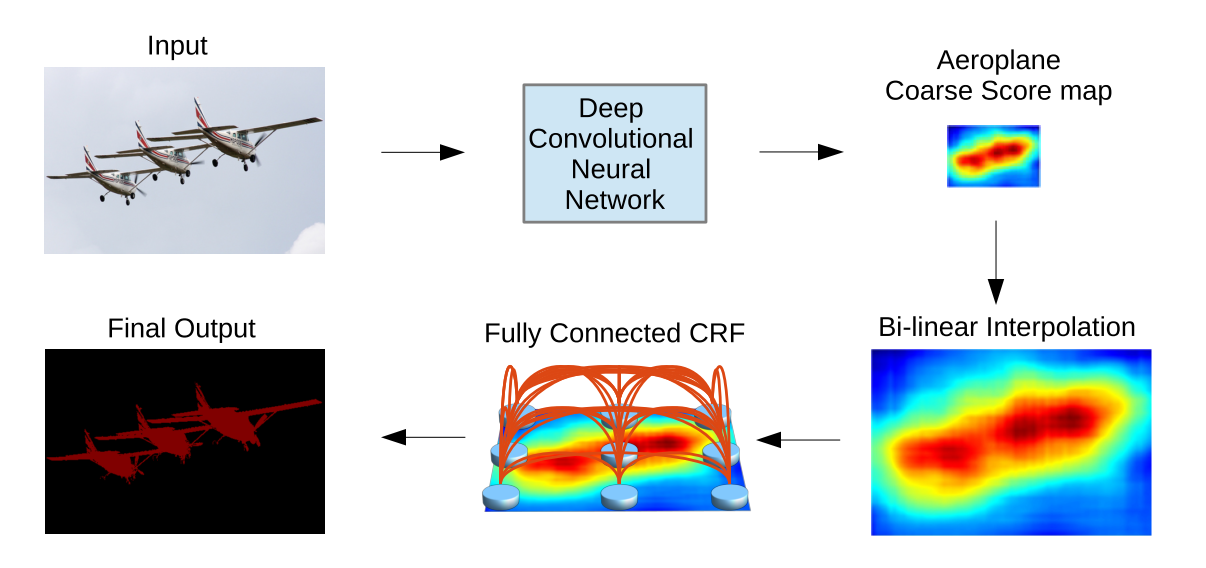 Input
Deep
Convolutional
Neural
Network
Aeroplane
Coarse Score map
Final Output
Fully Connected CRF
Bi-linear Interpolation